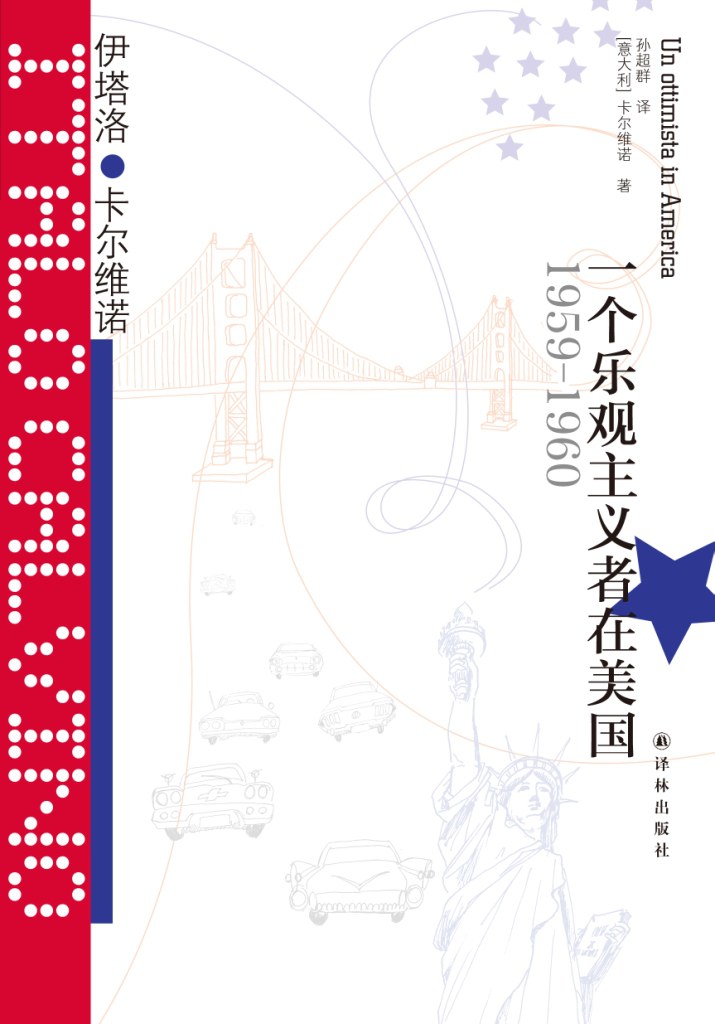 ITALO CALVINO
伊塔洛●卡尔维诺
Un ottimista in America
[意大利] 卡尔维诺 著
孙超群 译
一个乐观主义者在美国
1959-1960
译林出版社